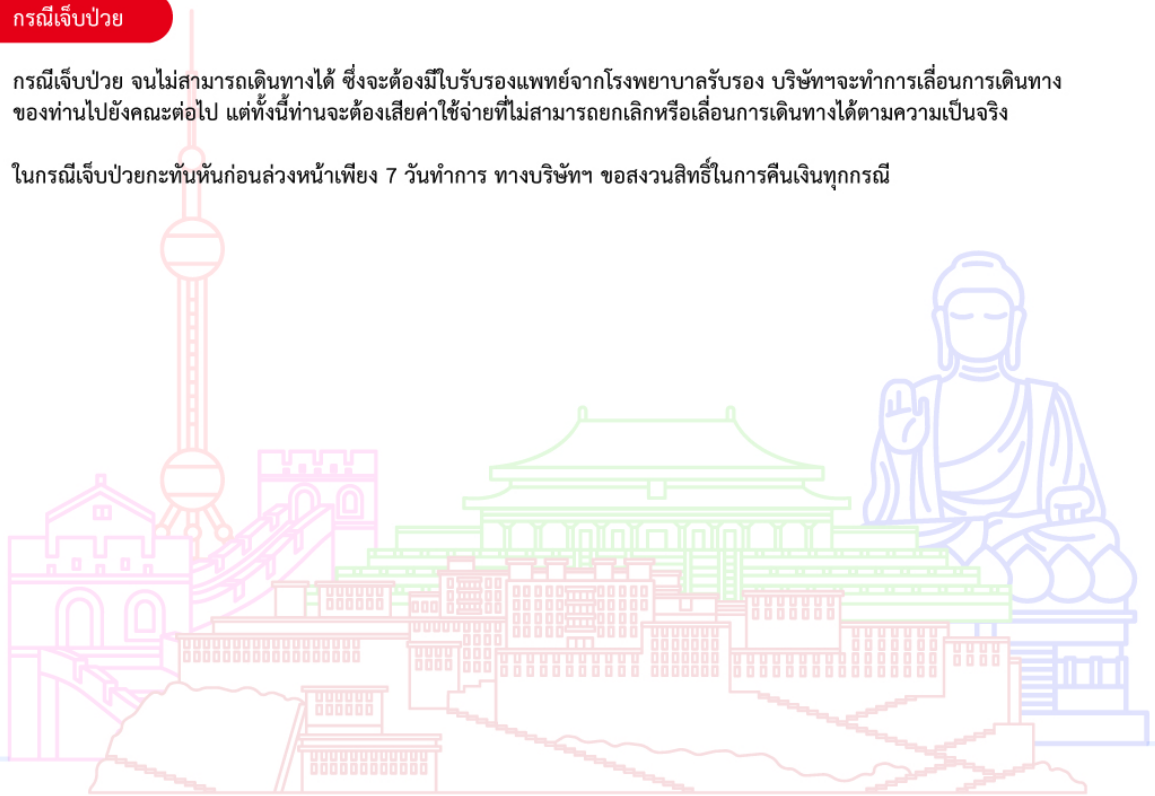 กรณีเจ็บป่วย
กรณีเจ็บป่วย จนไม่สามารถเดินทางได้ ซึ่งจะต้องมีใบรับรองแพทย์จากโรงพยาบาลรับรอง บริษัทฯจะทำการเลื่อนการเดินทาง
ของท่านไปยังคณะต่อไป แต่ทั้งนี้ท่านจะต้องเสียค่าใช้จ่ายที่ไม่สามารถยกเลิกหรือเลื่อนการเดินทางได้ตามความเป็นจริง
ในกรณีเจ็บป่วยกะทันหันก่อนล่วงหน้าเพียง 7 วันทำการ ทางบริษัทฯ ขอสงวนสิทธิ์ในการคืนเงินทุกกรณี